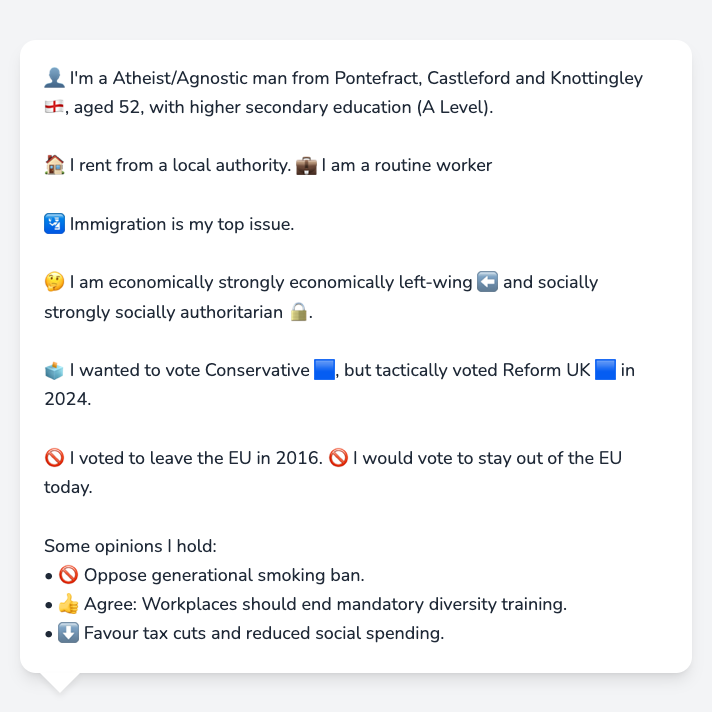 👤 I'm a Atheist/Agnostic man from Pontefract, Castleford and Knottingley
🏴󠁧󠁢󠁥󠁮󠁧󠁿, aged 52, with higher secondary education (A Level).
🏠 I rent from a local authority. 💼 I am a routine worker
🛂 Immigration is my top issue.
🤔 I am economically strongly economically left-wing ⬅️ and socially
strongly socially authoritarian 🔒.
🗳️ I wanted to vote Conservative 🟦, but tactically voted Reform UK 🟦 in
2024.
🚫 I voted to leave the EU in 2016. 🚫 I would vote to stay out of the EU
today.
Some opinions I hold:
• 🚫 Oppose generational smoking ban.
• 👍 Agree: Workplaces should end mandatory diversity training.
• ⬇️ Favour tax cuts and reduced social spending.